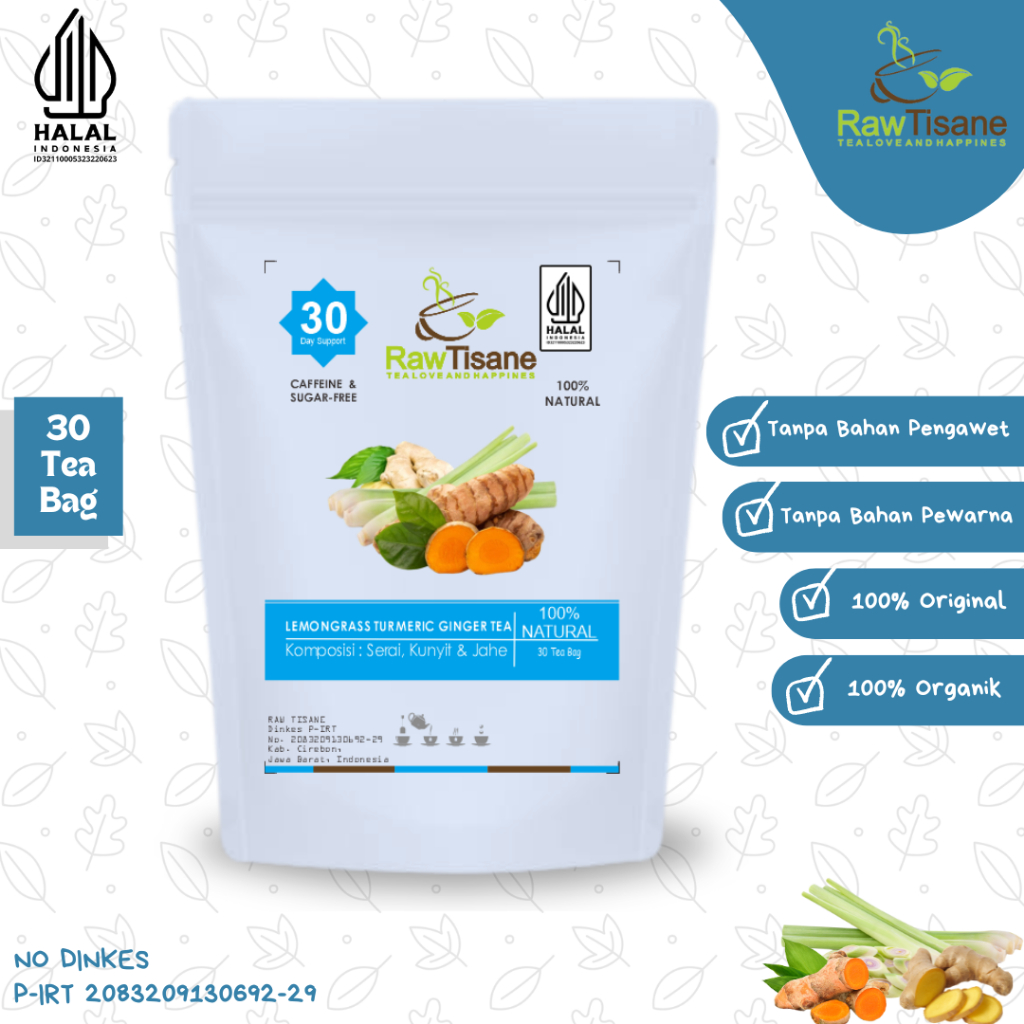 HALAL
INDONESIA
ID32110005323220623
RawTisane
TEALOVEANDHAPPINES
30
Day Support
CAFFEINE &
SUGAR-FREE
RawTisane
TEALOVEANDHAPPINES
HALAL
INDONESIA
100%
NATURAL
30
Tea
Bag
Tanpa Bahan Pengawet
Tanpa Bahan Pewarna
100% Original
100% Organik
LEMONGRASS TURMERIC GINGER TEA
Komposisi : Serai, Kunyit & Jahe
100%
NATURAL
30 Tea Bag
RAW TISANE
Dinkes P-IRT
No. 2083209130692-29
Kab. Cirebon,
Jawa Barat, Indonesia
NO DINKES
P-IRT 2083209130692-29